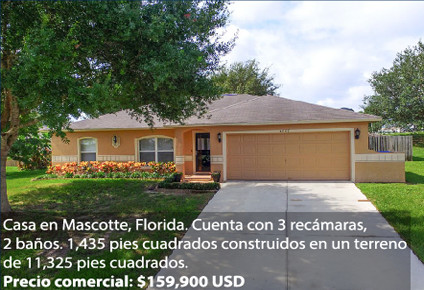 Casa en Mascotte, Florida. Cuenta con 3 recámaras,
2 baños. 1,435 pies cuadrados construidos en un terreno
de 11,325 pies cuadrados.
Precio comercial: $159,900 USD